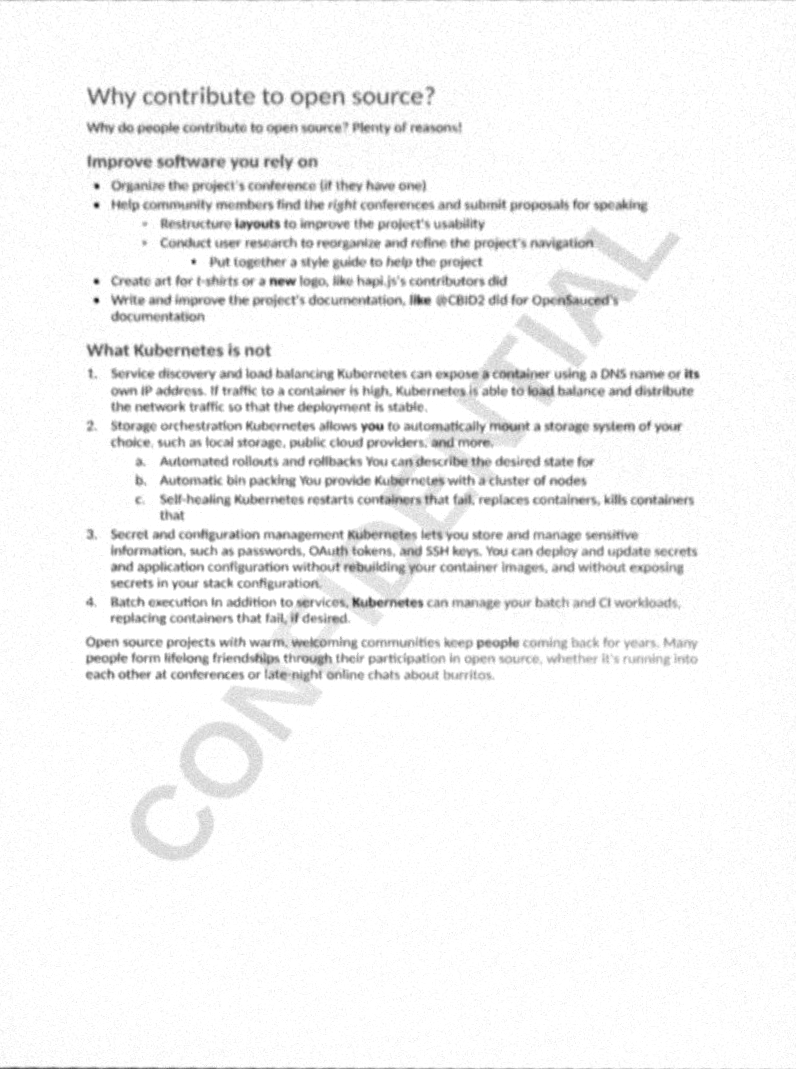 Why contribute to open source?
Why do people contribute to open source? Plenty of reasons!
Improve software you rely on
• Organize the project's conference (if they have one)
• Help community members find the right conferences and submit proposals for speaking
◦ Restructure layouts to improve the project's usability
◦ Conduct user research to reorganize and refine the project's navigation
▪ Put together a style guide to help the project
• Create art for t-shirts or a new logo, like hapi.js's contributors did
• Write and improve the project's documentation, like @CBID2 did for OpenSauced's
documentation
What Kubernetes is not
1. Service discovery and load balancing Kubernetes can expose a container using a DNS name or its
own IP address. If traffic to a container is high, Kubernetes is able to load balance and distribute
the network traffic so that the deployment is stable.
2. Storage orchestration Kubernetes allows you to automatically mount a storage system of your
choice, such as local storage, public cloud providers, and more.
a. Automated rollouts and rollbacks You can describe the desired state for
b. Automatic bin packing You provide Kubernetes with a cluster of nodes
c. Self-healing Kubernetes restarts containers that fail, replaces containers, kills containers
that
3. Secret and configuration management Kubernetes lets you store and manage sensitive
information, such as passwords, OAuth tokens, and SSH keys. You can deploy and update secrets
and application configuration without rebuilding your container images, and without exposing
secrets in your stack configuration.
4. Batch execution In addition to services, Kubernetes can manage your batch and CI workloads,
replacing containers that fail, if desired.
Open source projects with warm, welcoming communities keep people coming back for years. Many
people form lifelong friendships through their participation in open source, whether it's running into
each other at conferences or late-night online chats about burritos.
CONFIDENTIAL